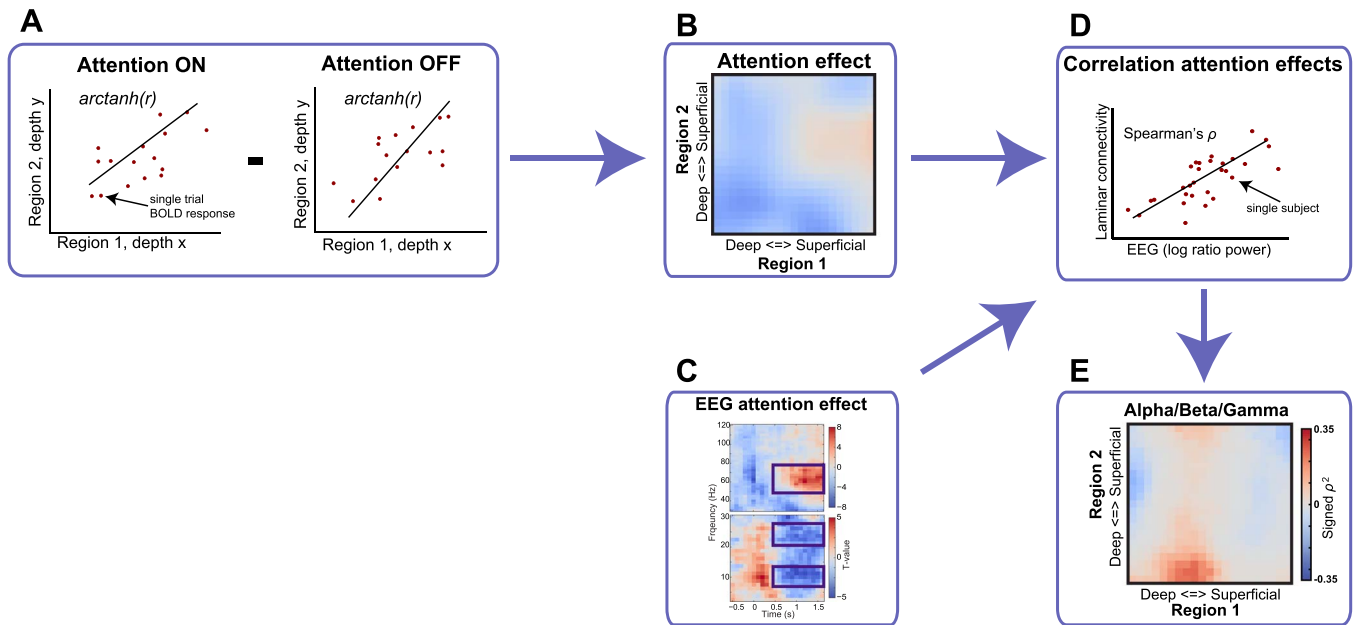 A
Attention ON
arctanh(r)
Region 2, depth y
single trial
BOLD response
Region 1, depth x
-
Attention OFF
arctanh(r)
Region 2, depth y
Region 1, depth x
B
Attention effect
Region 2
Deep <=> Superficial
Deep <=> Superficial
Region 1
C
EEG attention effect
120
100
80
60
40
30
20
10
Frqeuncy (Hz)
8
4
0
−4
−8
5
0
−5
T-value
−0.5 0 0.5 1 1.5
Time (s)
D
Correlation attention effects
Laminar connectivity
Spearman's ρ
single subject
EEG (log ratio power)
E
Alpha/Beta/Gamma
Region 2
Deep <=> Superficial
0.35
0
-0.35
Signed ρ²
Deep <=> Superficial
Region 1